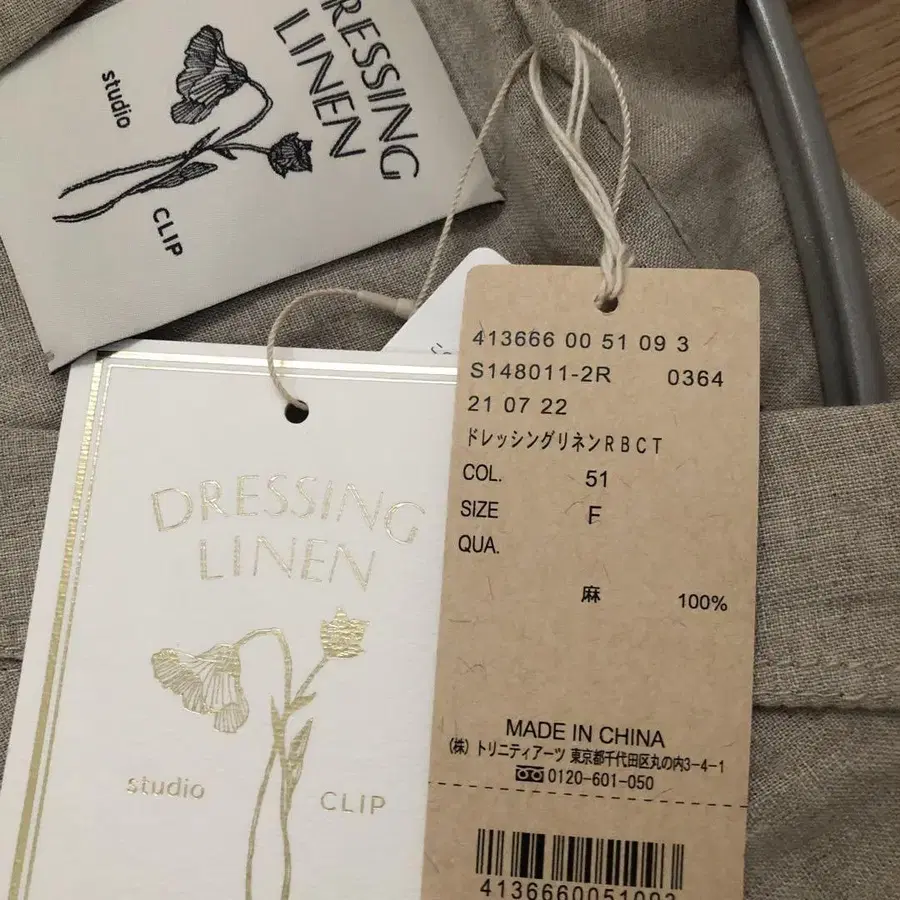 DRESSING
LINEN
studio
CLIP
413666 00 51 09 3
S148011-2R 0364
21 07 22
ドレッシングリネンRBCT
COL. 51
SIZE F
QUA.
麻 100%
MADE IN CHINA
(株) トリニティアーツ 東京都千代田区丸の内3-4-1
0120-601-050
4136660051093
DRESSING
LINEN
studio
CLIP